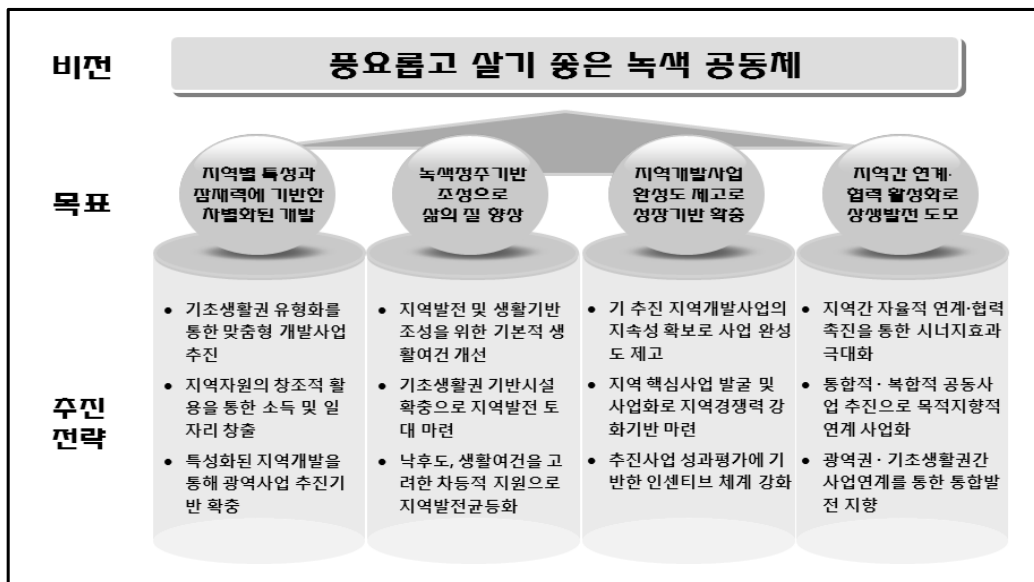 비전
풍요롭고 살기 좋은 녹색 공동체
목표
지역별 특성과
잠재력에 기반한
차별화된 개발
녹색정주기반
조성으로
삶의 질 향상
지역개발사업
완성도 제고로
성장기반 확충
지역간 연계·
협력 활성화로
상생발전 도모
추진
전략
• 기초생활권 유형화를
통한 맞춤형 개발사업
추진
• 지역자원의 창조적 활
용을 통한 소득 및 일
자리 창출
• 특성화된 지역개발을
통해 광역사업 추진기
반 확충
• 지역발전 및 생활기반
조성을 위한 기본적 생
활여건 개선
• 기초생활권 기반시설
확충으로 지역발전 토
대 마련
• 낙후도, 생활여건을 고
려한 차등적 지원으로
지역발전균등화
• 기 추진 지역개발사업의
지속성 확보로 사업 완성
도 제고
• 지역 핵심사업 발굴 및
사업화로 지역경쟁력 강
화기반 마련
• 추진사업 성과평가에 기
반한 인센티브 체계 강화
• 지역간 자율적 연계·협력
촉진을 통한 시너지효과
극대화
• 통합적·복합적 공동사
업 추진으로 목적지향적
연계 사업화
• 광역권·기초생활권간
사업연계를 통한 통합발
전 지향